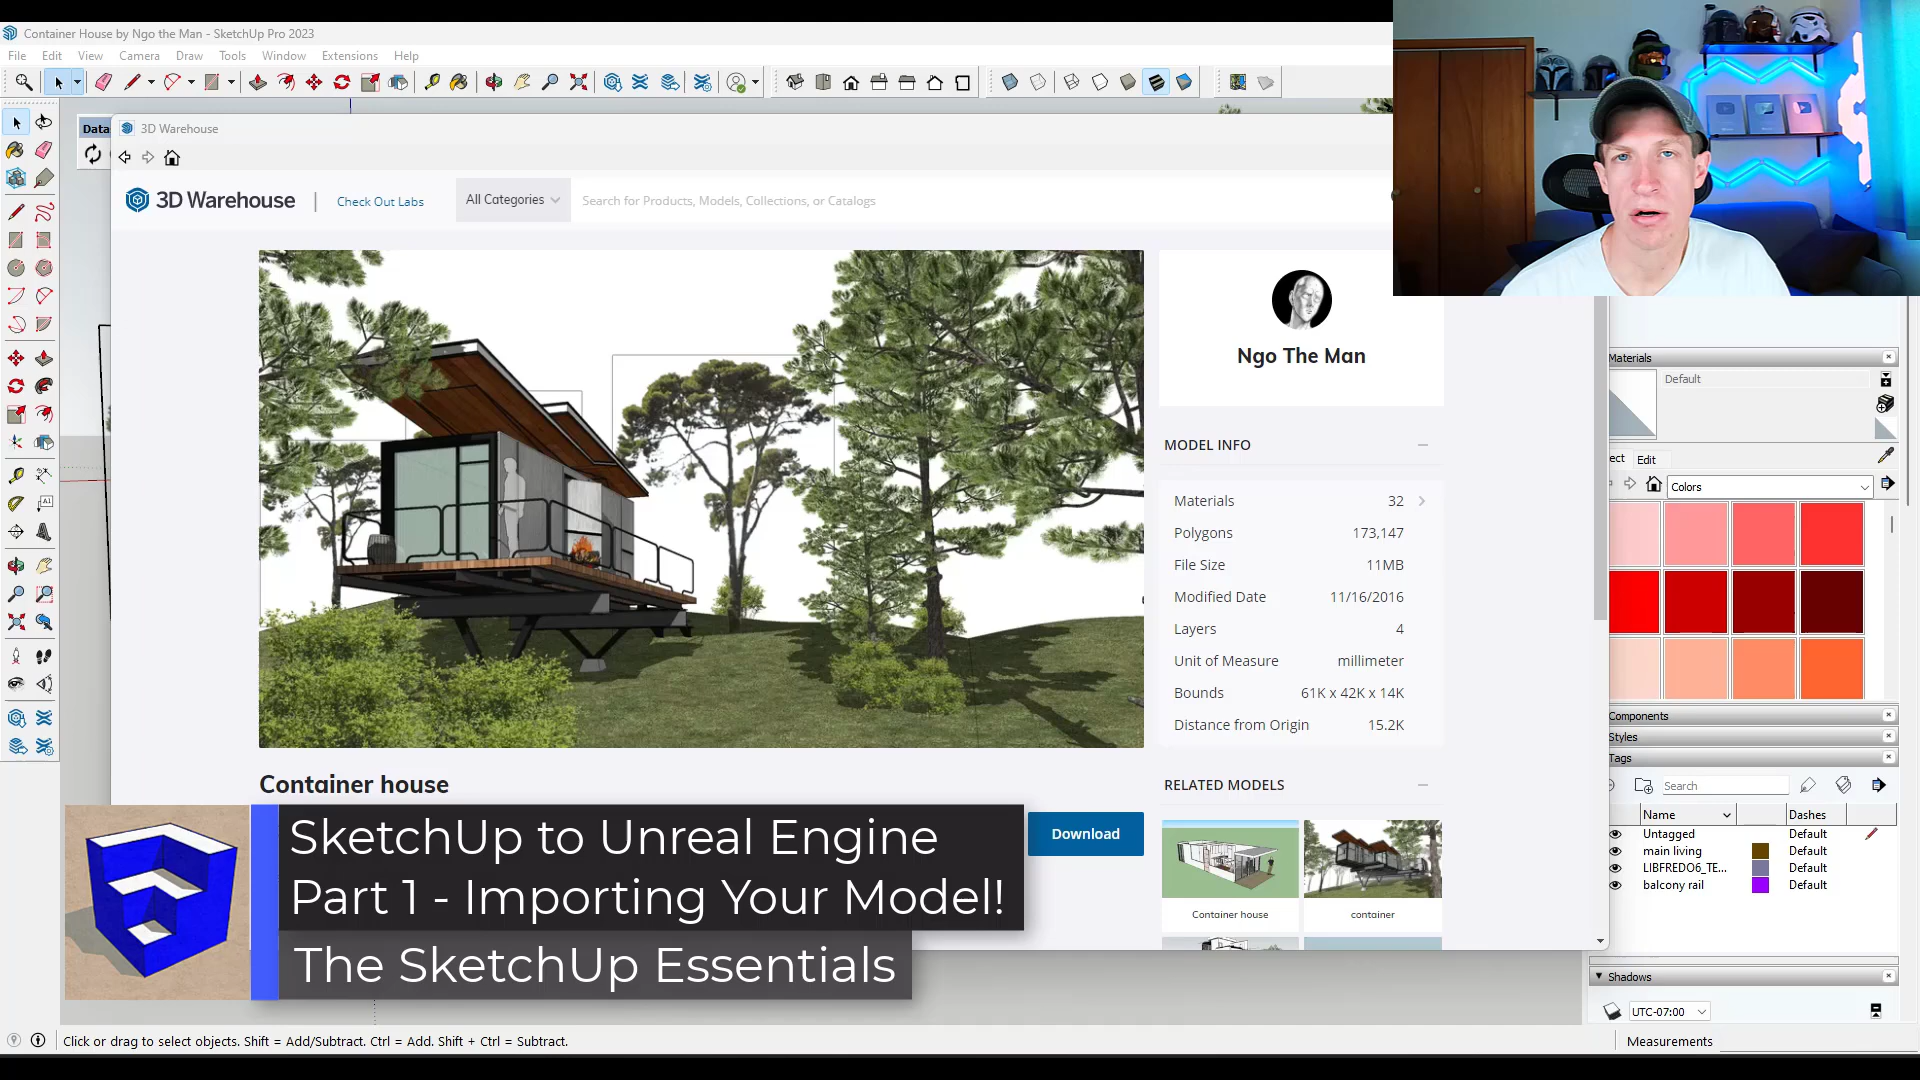 Container House by Ngo the Man - SketchUp Pro 2023
File Edit View Camera Draw Tools Window Extensions Help
Data
3D Warehouse
3D Warehouse
Check Out Labs
All Categories
Search for Products, Models, Collections, or Catalogs
Ngo The Man
MODEL INFO
Materials 32
Polygons 173,147
File Size 11MB
Modified Date 11/16/2016
Layers 4
Unit of Measure millimeter
Bounds 61K x 42K x 14K
Distance from Origin 15.2K
Container house
Download
RELATED MODELS
Container house
container
SketchUp to Unreal Engine
Part 1 - Importing Your Model!
The SketchUp Essentials
Materials
Default
ect Edit
Colors
Components
Styles
Tags
Search
Name Dashes
Untagged Default
main living Default
LIBFREDO6_TE... Default
balcony rail Default
Shadows
UTC-07:00
Click or drag to select objects. Shift = Add/Subtract. Ctrl = Add. Shift + Ctrl = Subtract.
Measurements